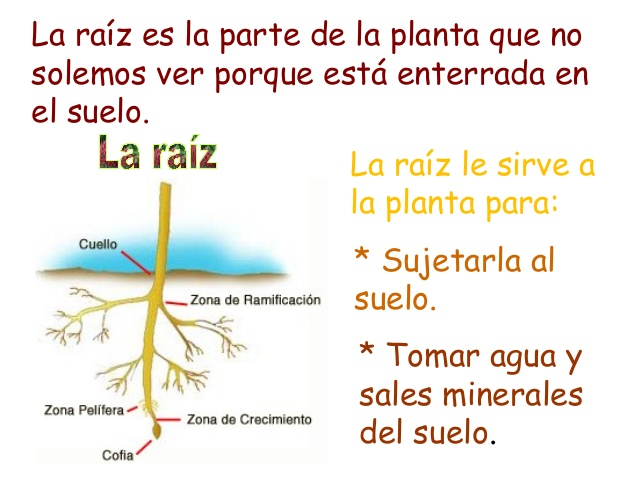 La raíz es la parte de la planta que no
solemos ver porque está enterrada en
el suelo.
La raíz
Cuello
Zona de Ramificación
Zona Pelífera
Zona de Crecimiento
Cofia
La raíz le sirve a
la planta para:
* Sujetarla al
suelo.
* Tomar agua y
sales minerales
del suelo.